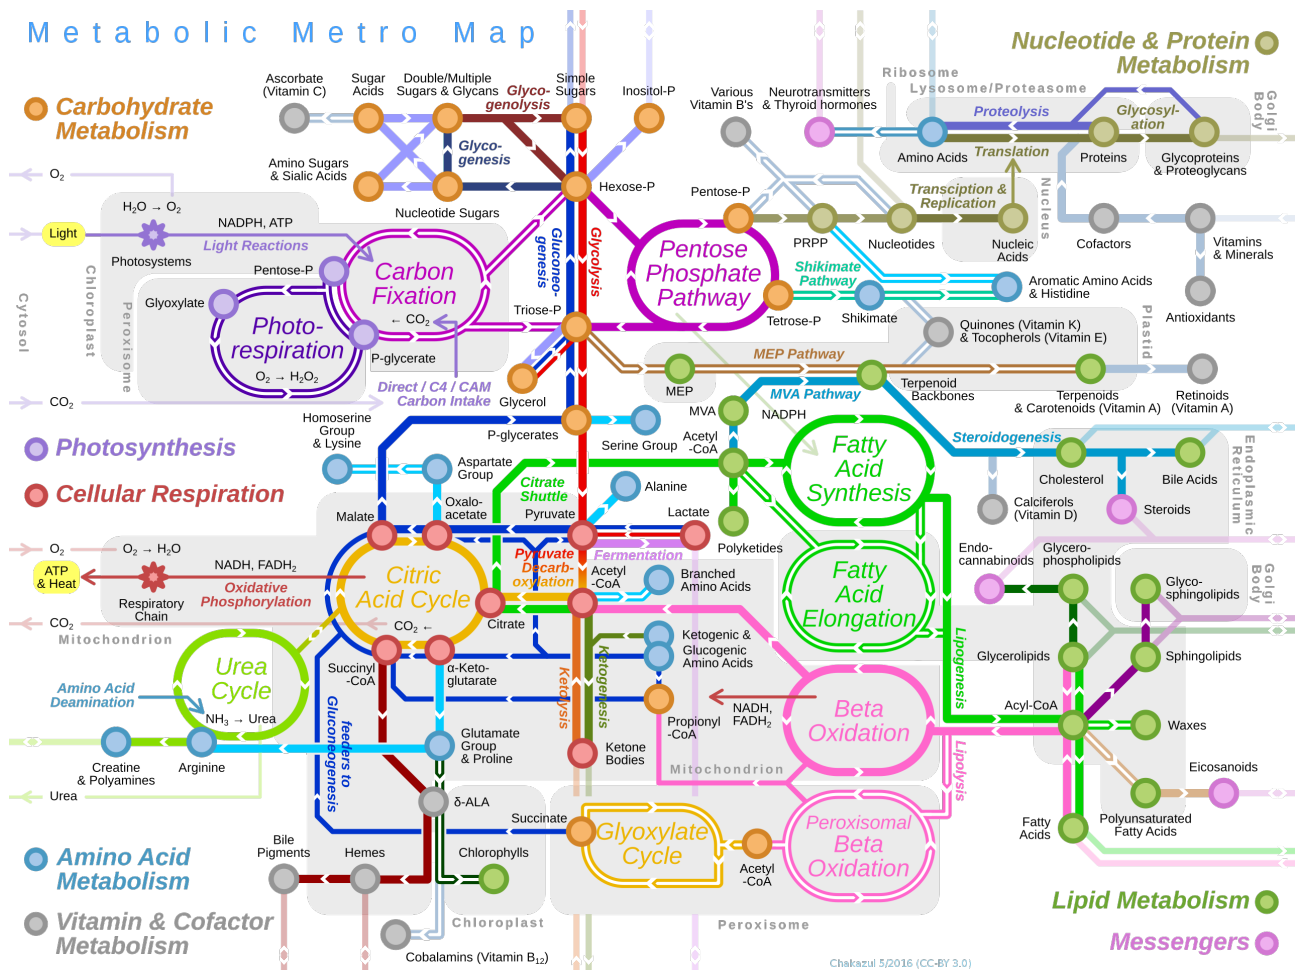 Metabolic Metro Map
Carbohydrate
Metabolism
Ascorbate
(Vitamin C)
Sugar
Acids
Double/Multiple
Sugars & Glycans
Glyco-
genolysis
Simple
Sugars
Inositol-P
Various
Vitamin B's
Neurotransmitters
& Thyroid hormones
Ribosome
Lysosome/Proteasome
Nucleotide & Protein
Metabolism
Golgi
Body
Proteolysis
Glycosyl-
ation
Translation
Amino Acids
Proteins
Glycoproteins
& Proteoglycans
Glyco-
genesis
Amino Sugars
& Sialic Acids
Nucleotide Sugars
Hexose-P
Pentose-P
Transciption &
Replication
Nucleus
PRPP
Nucleotides
Nucleic
Acids
Cofactors
Vitamins
& Minerals
Antioxidants
O2
H2O → O2
Light
NADPH, ATP
Light Reactions
Photosystems
Pentose-P
Glyoxylate
Carbon
Fixation
← CO2
Photo-
respiration
O2 → H2O2
P-glycerate
Direct / C4 / CAM
Carbon Intake
CO2
Cytosol
Chloroplast
Peroxisome
Gluconeo-
genesis
Glycolysis
Triose-P
Glycerol
Pentose
Phosphate
Pathway
Shikimate
Pathway
Tetrose-P
Shikimate
Aromatic Amino Acids
& Histidine
Quinones (Vitamin K)
& Tocopherols (Vitamin E)
Plastid
MEP Pathway
MEP
MVA Pathway
Terpenoid
Backbones
Terpenoids
& Carotenoids (Vitamin A)
Retinoids
(Vitamin A)
Photosynthesis
Cellular Respiration
Homoserine
Group
& Lysine
P-glycerates
Serine Group
MVA
NADPH
Acetyl
-CoA
Fatty
Acid
Synthesis
Steroidogenesis
Cholesterol
Bile Acids
Endoplasmic
Reticulum
Calciferols
(Vitamin D)
Steroids
Aspartate
Group
Citrate
Shuttle
Alanine
Malate
Oxalo-
acetate
Pyruvate
Lactate
Polyketides
O2
O2 → H2O
ATP
& Heat
NADH, FADH2
Oxidative
Phosphorylation
Respiratory
Chain
CO2
Mitochondrion
Citric
Acid Cycle
CO2 ←
Pyruvate
Decarb-
oxylation
Fermentation
Acetyl
-CoA
Branched
Amino Acids
Citrate
Fatty
Acid
Elongation
Endo-
cannabinoids
Glycero-
phospholipids
Glyco-
sphingolipids
Golgi
Body
Ketogenic &
Glucogenic
Amino Acids
Lipogenesis
Glycerolipids
Sphingolipids
Urea
Cycle
Amino Acid
Deamination
NH3 → Urea
Succinyl
-CoA
α-Keto-
glutarate
Ketolysis
Ketogenesis
Propionyl
-CoA
NADH,
FADH2
Beta
Oxidation
Acyl-CoA
Waxes
Creatine
& Polyamines
Arginine
feeders to
Gluconeogenesis
Glutamate
Group
& Proline
Ketone
Bodies
Mitochondrion
Lipolysis
Eicosanoids
Urea
δ-ALA
Succinate
Glyoxylate
Cycle
Acetyl
-CoA
Peroxisomal
Beta
Oxidation
Fatty
Acids
Polyunsaturated
Fatty Acids
Amino Acid
Metabolism
Bile
Pigments
Hemes
Chlorophylls
Vitamin & Cofactor
Metabolism
Chloroplast
Peroxisome
Lipid Metabolism
Messengers
Cobalamins (Vitamin B12)
Chakazul 5/2016 (CC-BY 3.0)